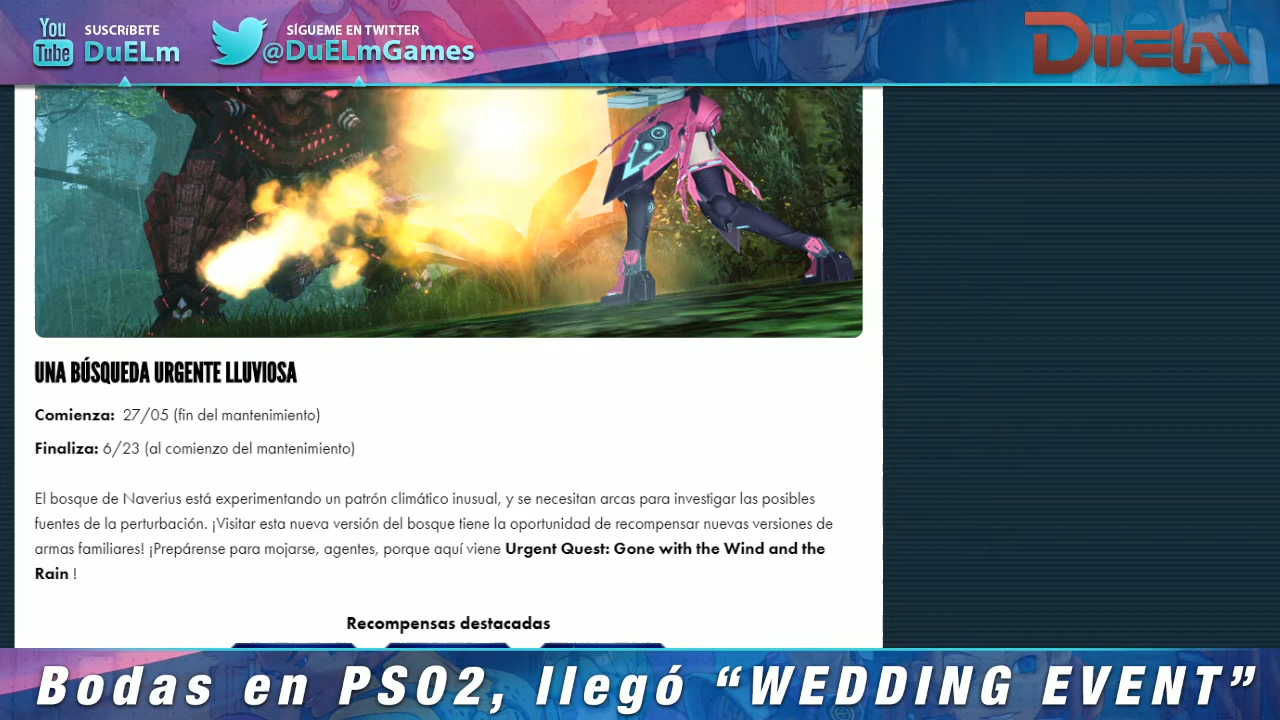 You Tube
SUSCRíBETE
DuELm
SÍGUEME EN TWITTER
@DuELmGames
DuELm
UNA BÚSQUEDA URGENTE LLUVIOSA
Comienza: 27/05 (fin del mantenimiento)
Finaliza: 6/23 (al comienzo del mantenimiento)
El bosque de Naverius está experimentando un patrón climático inusual, y se necesitan arcas para investigar las posibles
fuentes de la perturbación. ¡Visitar esta nueva versión del bosque tiene la oportunidad de recompensar nuevas versiones de
armas familiares! ¡Prepárense para mojarse, agentes, porque aquí viene Urgent Quest: Gone with the Wind and the
Rain !
Recompensas destacadas
Bodas en PSO2, llegó “WEDDING EVENT”